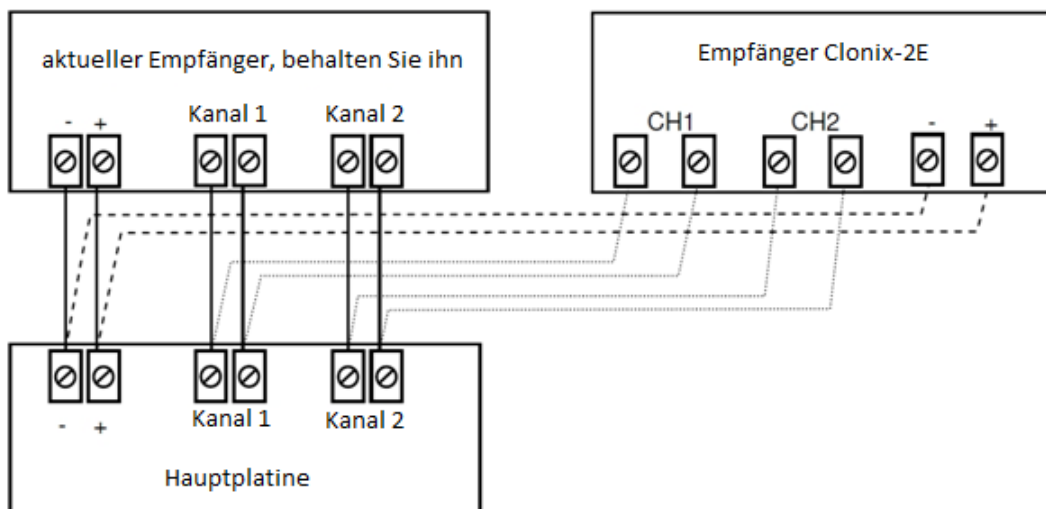 aktueller Empfänger, behalten Sie ihn
- + Kanal 1 Kanal 2
Empfänger Clonix-2E
CH1 CH2 - +
- + Kanal 1 Kanal 2
Hauptplatine